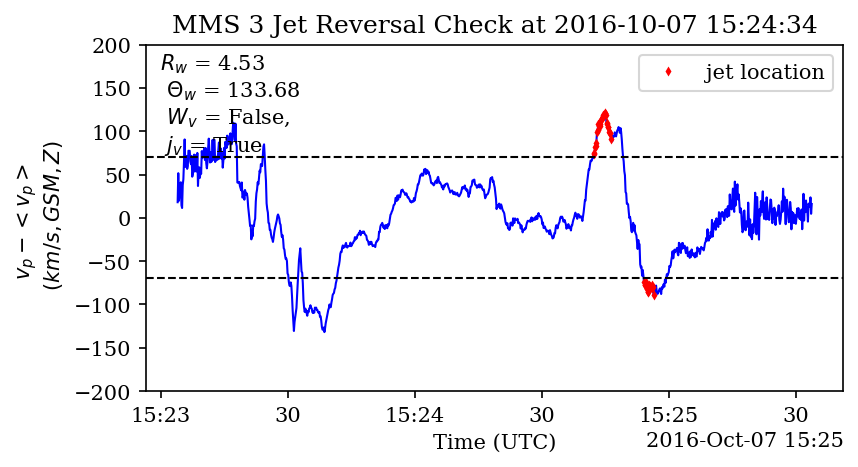 MMS 3 Jet Reversal Check at 2016-10-07 15:24:34
R_w = 4.53
Θ_w = 133.68
W_v = False,
j_v = True
jet location
200
150
100
50
0
−50
−100
−150
−200
v_p − < v_p >
(km/s, GSM, Z)
15:23 30 15:24 30 15:25 30
Time (UTC)
2016-Oct-07 15:25